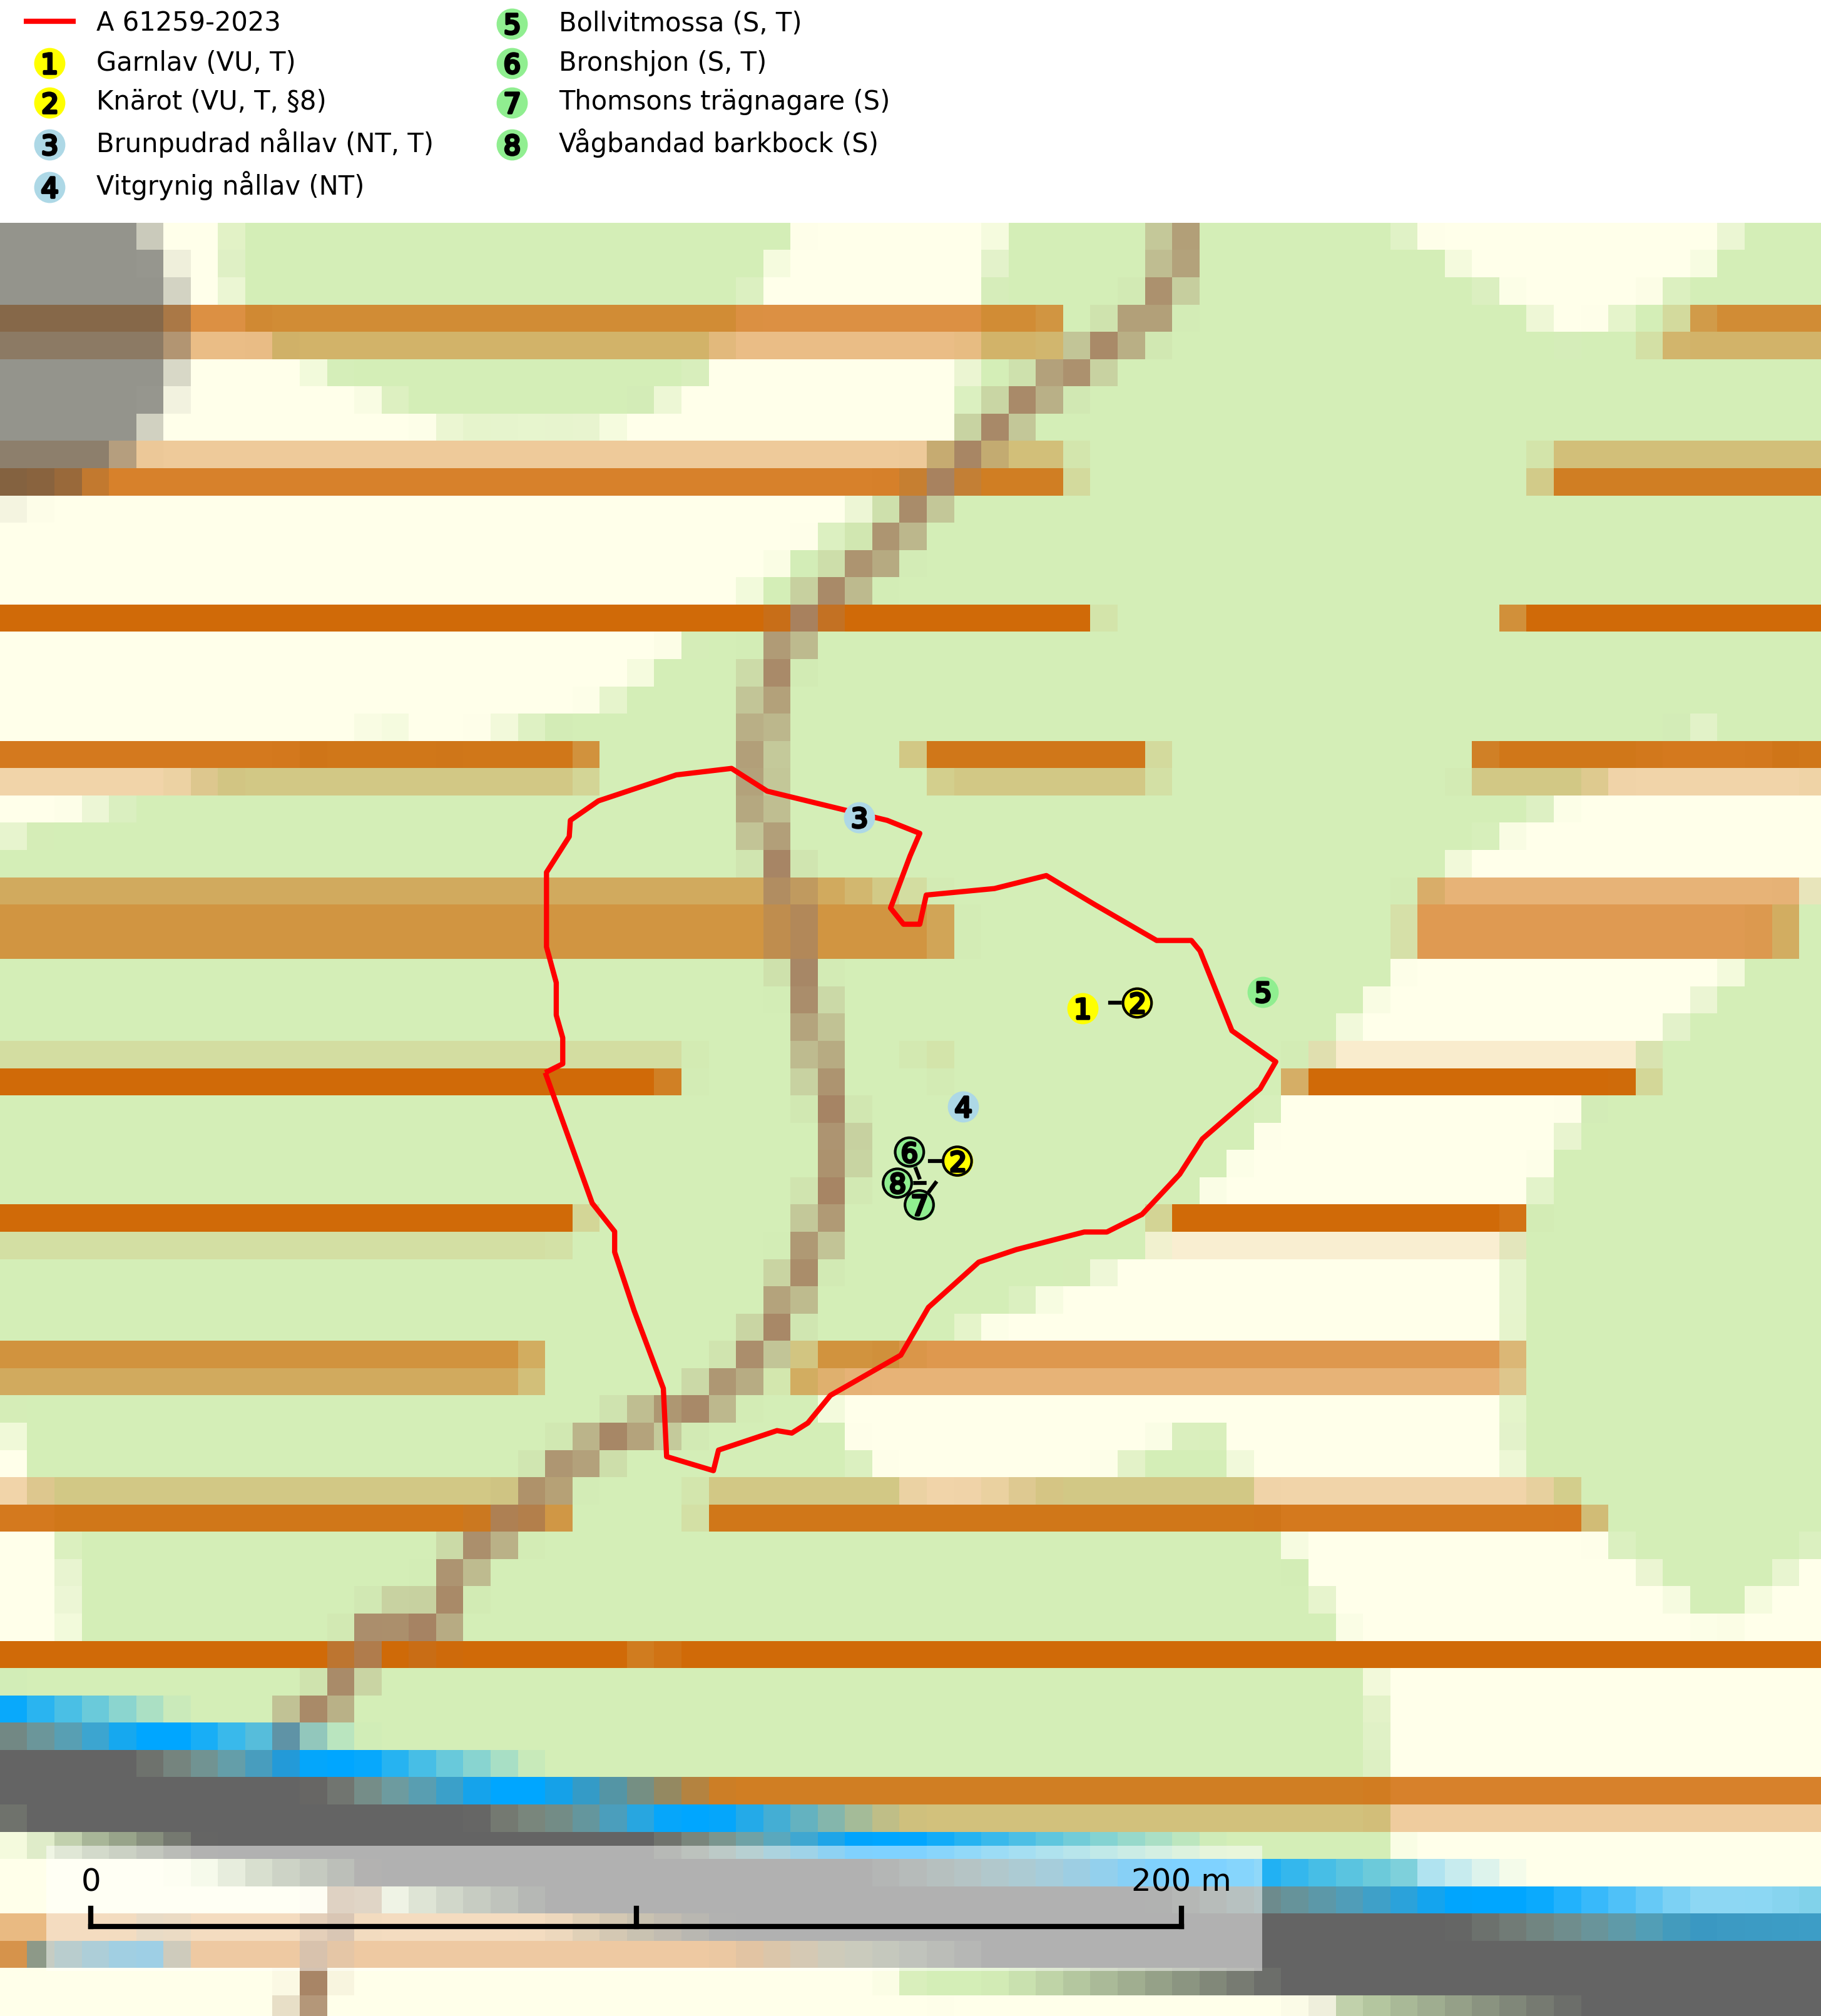 A 61259-2023
1 Garnlav (VU, T)
2 Knärot (VU, T, §8)
3 Brunpudrad nållav (NT, T)
4 Vitgrynig nållav (NT)
5 Bollvitmossa (S, T)
6 Bronshjon (S, T)
7 Thomsons trägnagare (S)
8 Vågbandad barkbock (S)
3
5
1 2
4
6 2
8
7
0 200 m